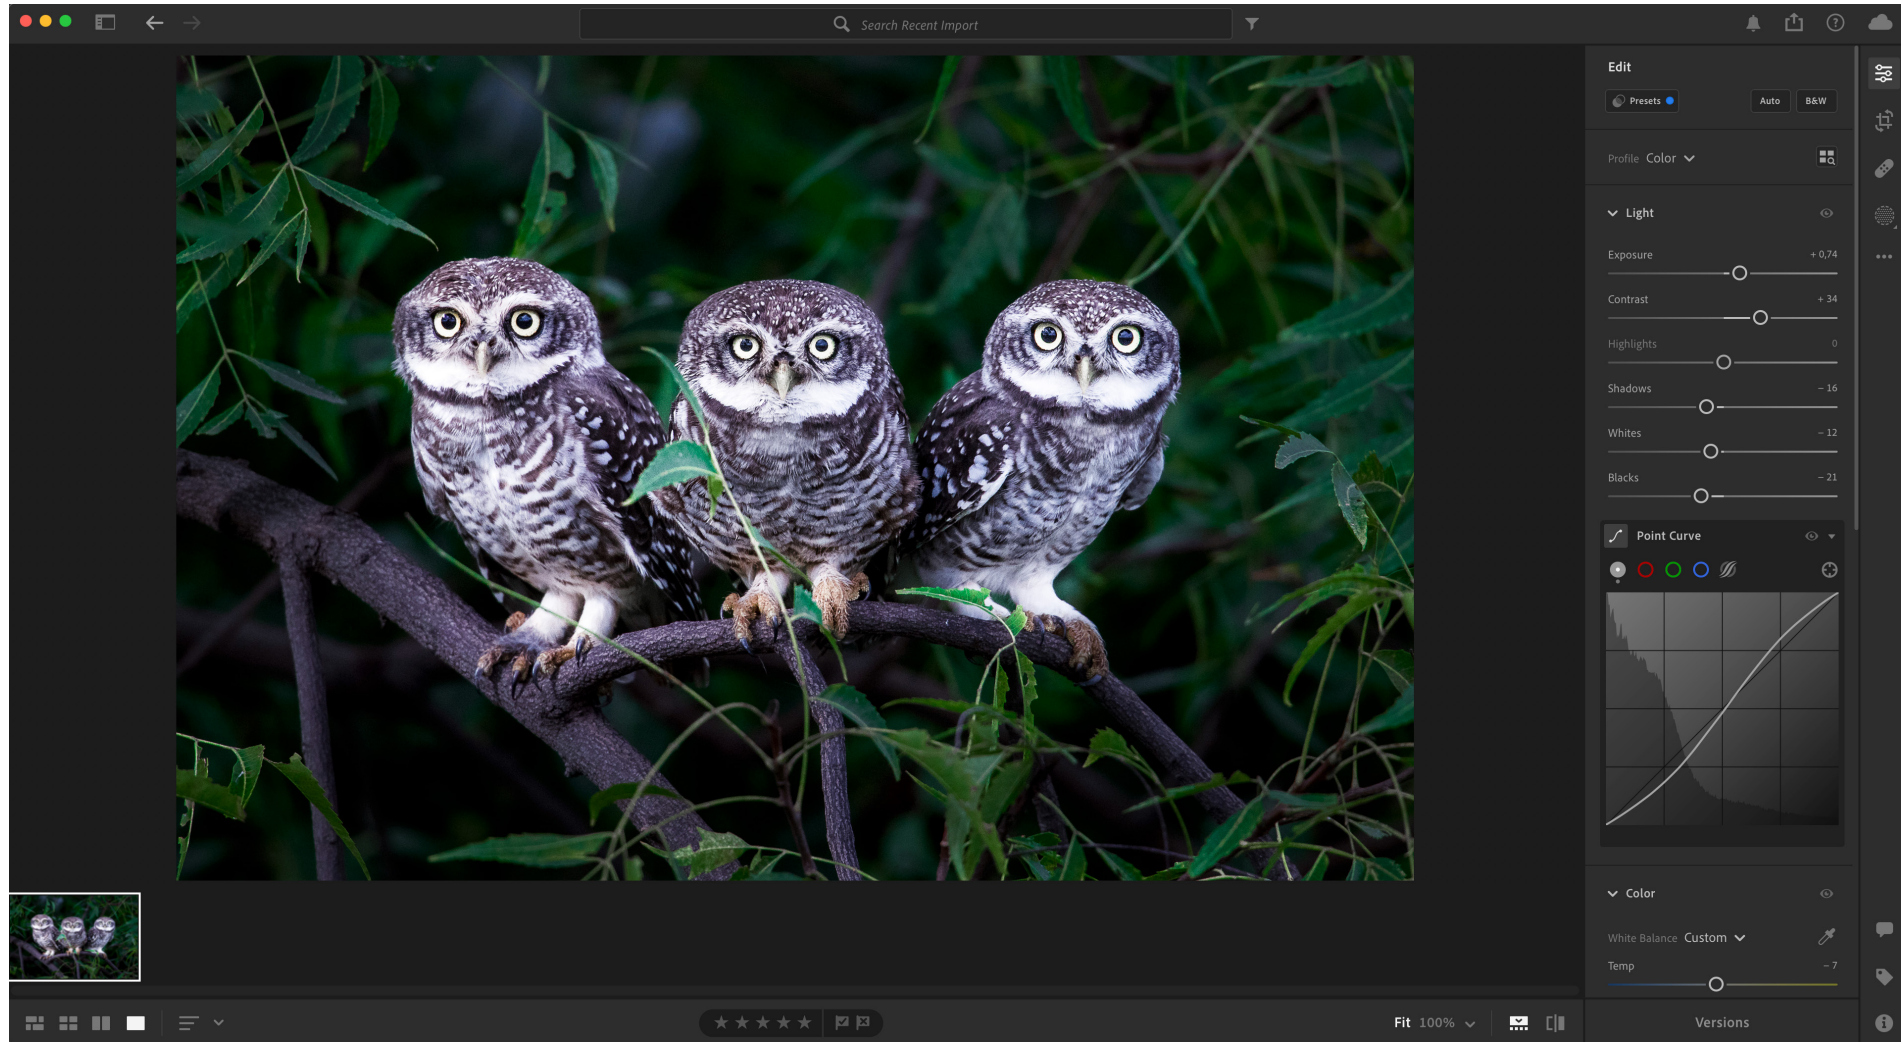 Search Recent Import
Edit
Presets
Auto
B&W
Profile Color
Light
Exposure + 0,74
Contrast + 34
Highlights 0
Shadows – 16
Whites – 12
Blacks – 21
Point Curve
Color
White Balance Custom
Temp – 7
Fit 100%
Versions